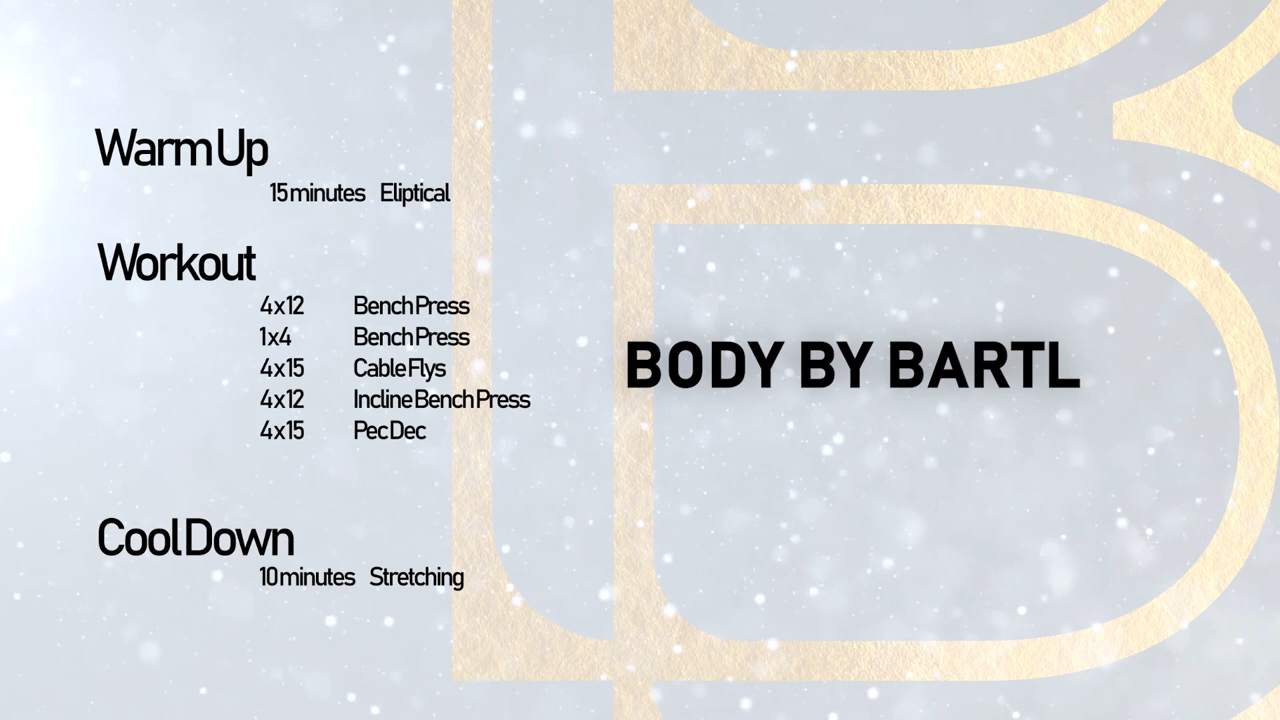 Warm Up
15 minutes Eliptical
Workout
4x12 Bench Press
1x4 Bench Press
4x15 Cable Flys
4x12 Incline Bench Press
4x15 Pec Dec
Cool Down
10 minutes Stretching
BODY BY BARTL